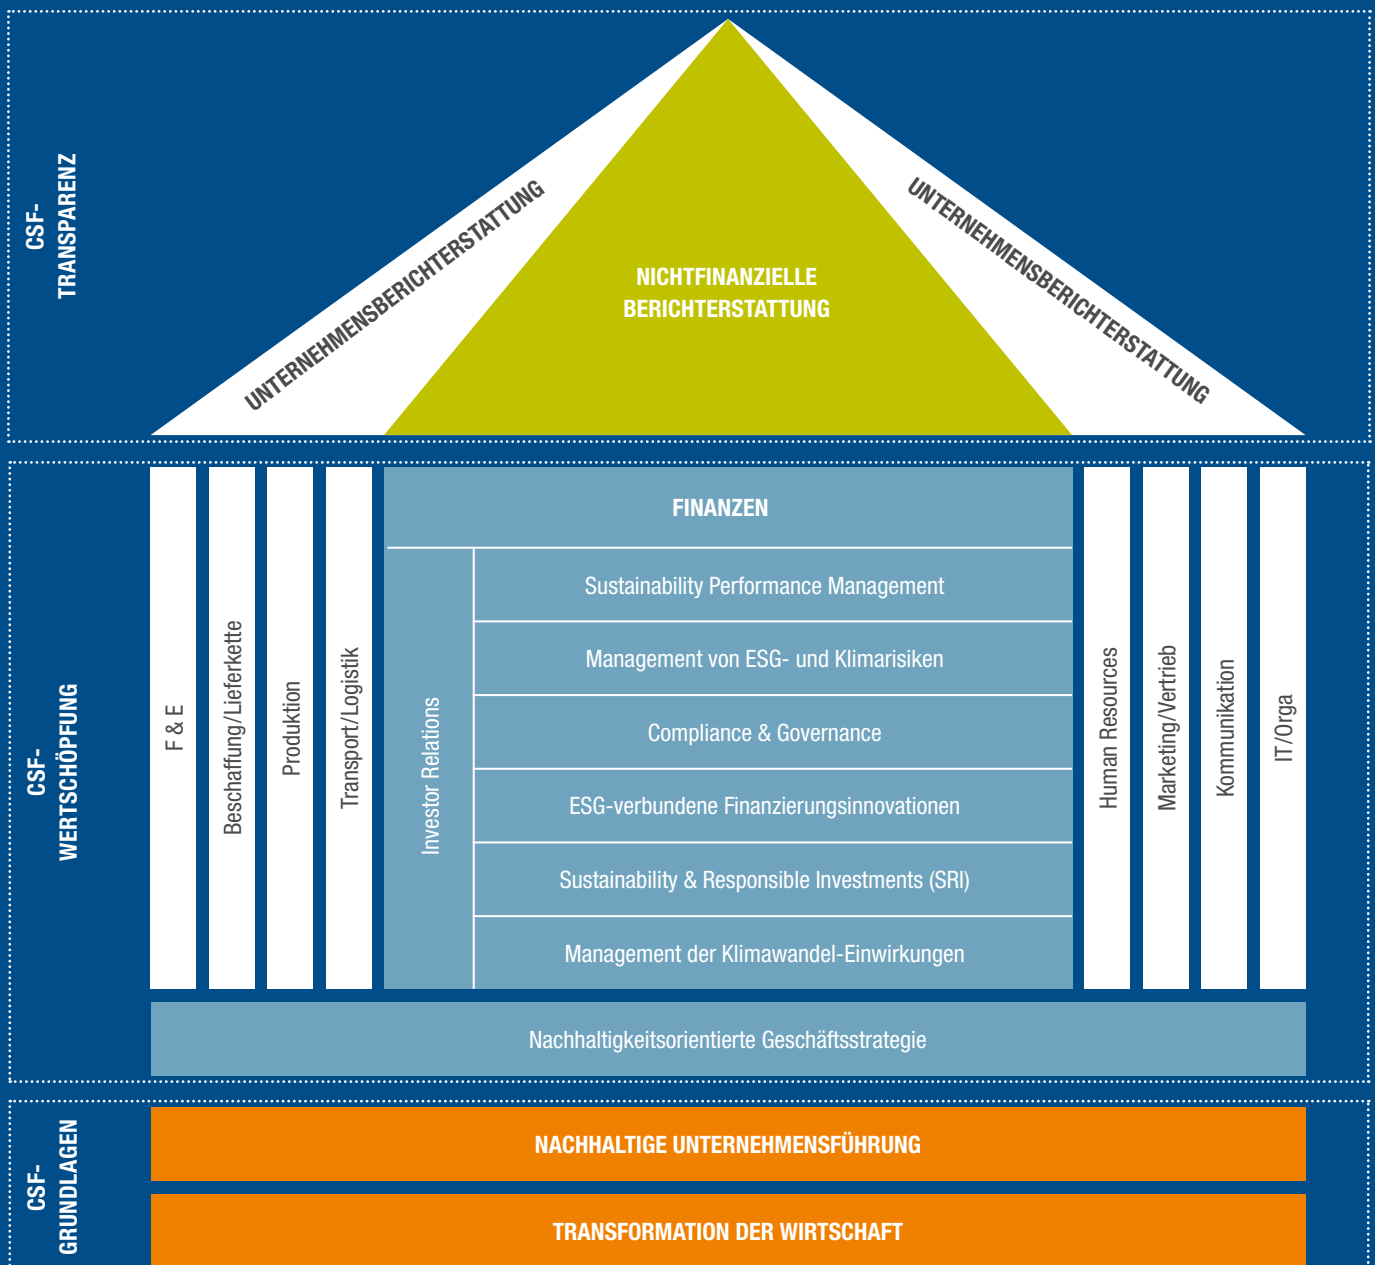 CSF-
TRANSPARENZ
UNTERNEHMENSBERICHTERSTATTUNG
NICHTFINANZIELLE
BERICHTERSTATTUNG
UNTERNEHMENSBERICHTERSTATTUNG
CSF-
WERTSCHÖPFUNG
F & E
Beschaffung/Lieferkette
Produktion
Transport/Logistik
FINANZEN
Investor Relations
Sustainability Performance Management
Management von ESG- und Klimarisiken
Compliance & Governance
ESG-verbundene Finanzierungsinnovationen
Sustainability & Responsible Investments (SRI)
Management der Klimawandel-Einwirkungen
Human Resources
Marketing/Vertrieb
Kommunikation
IT/Orga
Nachhaltigkeitsorientierte Geschäftsstrategie
CSF-
GRUNDLAGEN
NACHHALTIGE UNTERNEHMENSFÜHRUNG
TRANSFORMATION DER WIRTSCHAFT